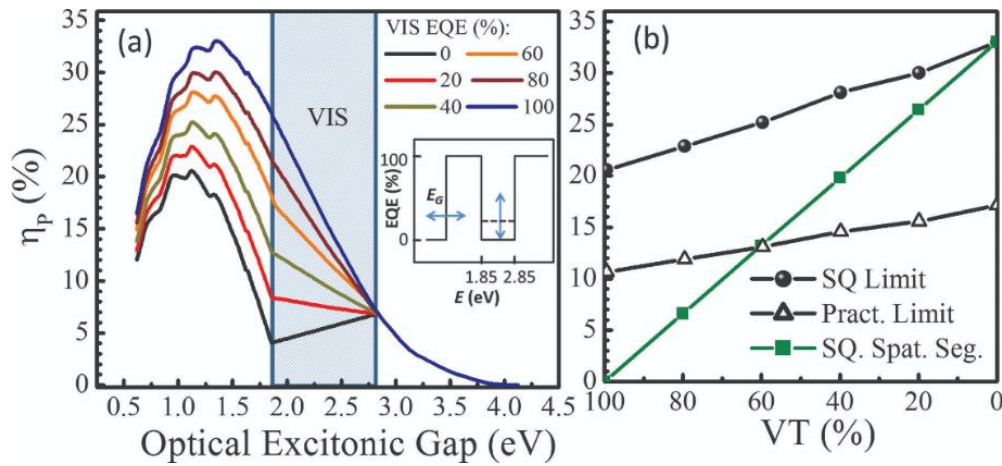 (a)
VIS EQE (%):
0 60
20 80
40 100
VIS
35
30
25
20
15
10
5
0
ηP (%)
0.5 1.0 1.5 2.0 2.5 3.0 3.5 4.0 4.5
Optical Excitonic Gap (eV)
100
0
EQE (%)
EG
1.85 2.85
E (eV)
(b)
35
30
25
20
15
10
5
0
SQ Limit
Pract. Limit
SQ. Spat. Seg.
100 80 60 40 20 0
VT (%)